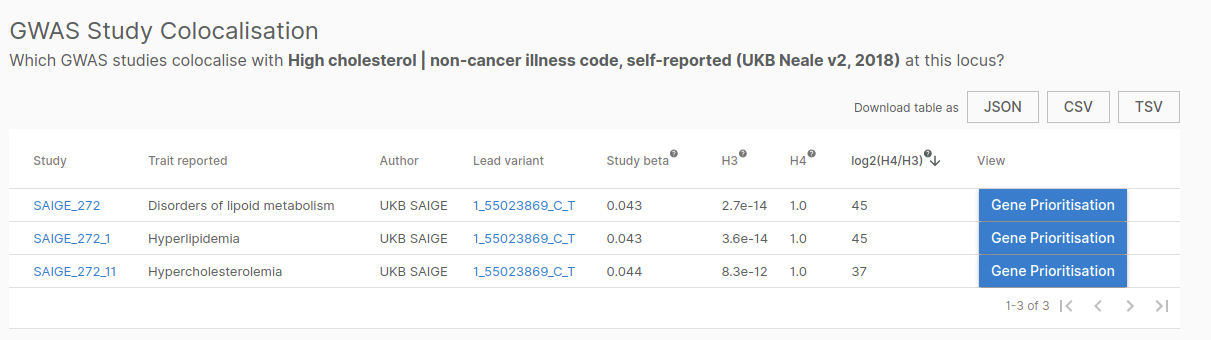 GWAS Study Colocalisation
Which GWAS studies colocalise with High cholesterol | non-cancer illness code, self-reported (UKB Neale v2, 2018) at this locus?
Download table as JSON CSV TSV
Study Trait reported Author Lead variant Study beta? H3? H4? log2(H4/H3)? View
SAIGE_272 Disorders of lipoid metabolism UKB SAIGE 1_55023869_C_T 0.043 2.7e-14 1.0 45 Gene Prioritisation
SAIGE_272_1 Hyperlipidemia UKB SAIGE 1_55023869_C_T 0.043 3.6e-14 1.0 45 Gene Prioritisation
SAIGE_272_11 Hypercholesterolemia UKB SAIGE 1_55023869_C_T 0.044 8.3e-12 1.0 37 Gene Prioritisation
1-3 of 3